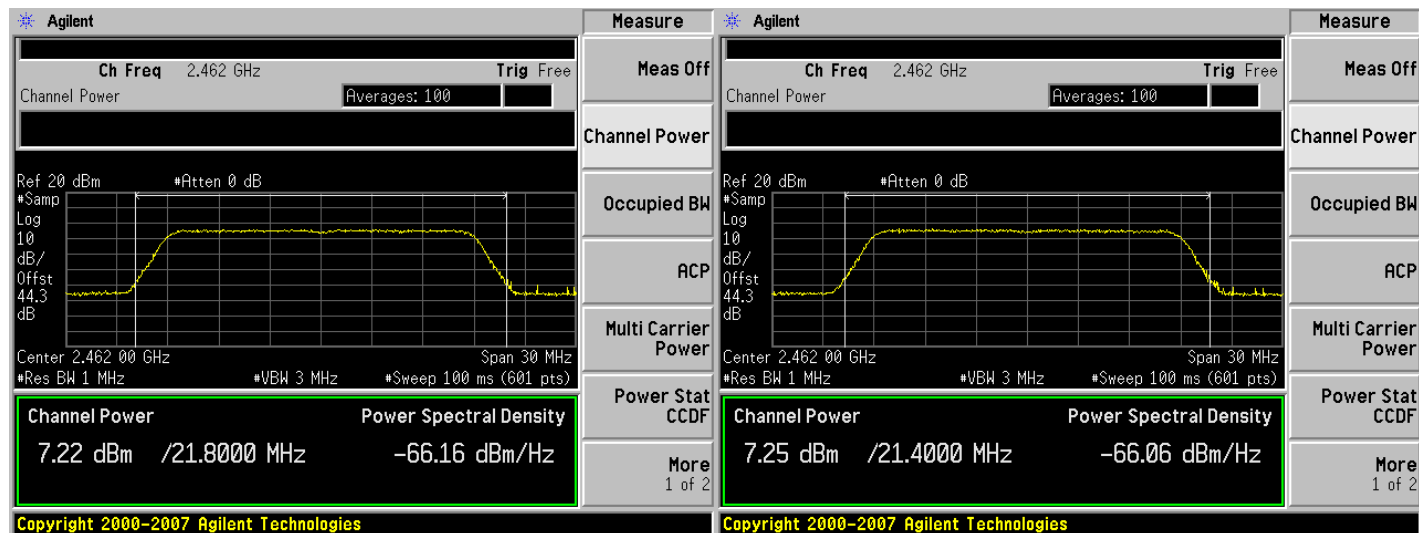 Agilent
Measure
Ch Freq 2.462 GHz Trig Free
Meas Off
Channel Power Averages: 100
Channel Power
Ref 20 dBm #Atten 0 dB
#Samp
Log
10
dB/
Offst
44.3
dB
Occupied BW
ACP
Multi Carrier
Power
Center 2.462 00 GHz Span 30 MHz
#Res BW 1 MHz #VBW 3 MHz #Sweep 100 ms (601 pts)
Power Stat
CCDF
Channel Power Power Spectral Density
7.22 dBm /21.8000 MHz -66.16 dBm/Hz
More
1 of 2
Copyright 2000-2007 Agilent Technologies
Agilent
Measure
Ch Freq 2.462 GHz Trig Free
Meas Off
Channel Power Averages: 100
Channel Power
Ref 20 dBm #Atten 0 dB
#Samp
Log
10
dB/
Offst
44.3
dB
Occupied BW
ACP
Multi Carrier
Power
Center 2.462 00 GHz Span 30 MHz
#Res BW 1 MHz #VBW 3 MHz #Sweep 100 ms (601 pts)
Power Stat
CCDF
Channel Power Power Spectral Density
7.25 dBm /21.4000 MHz -66.06 dBm/Hz
More
1 of 2
Copyright 2000-2007 Agilent Technologies